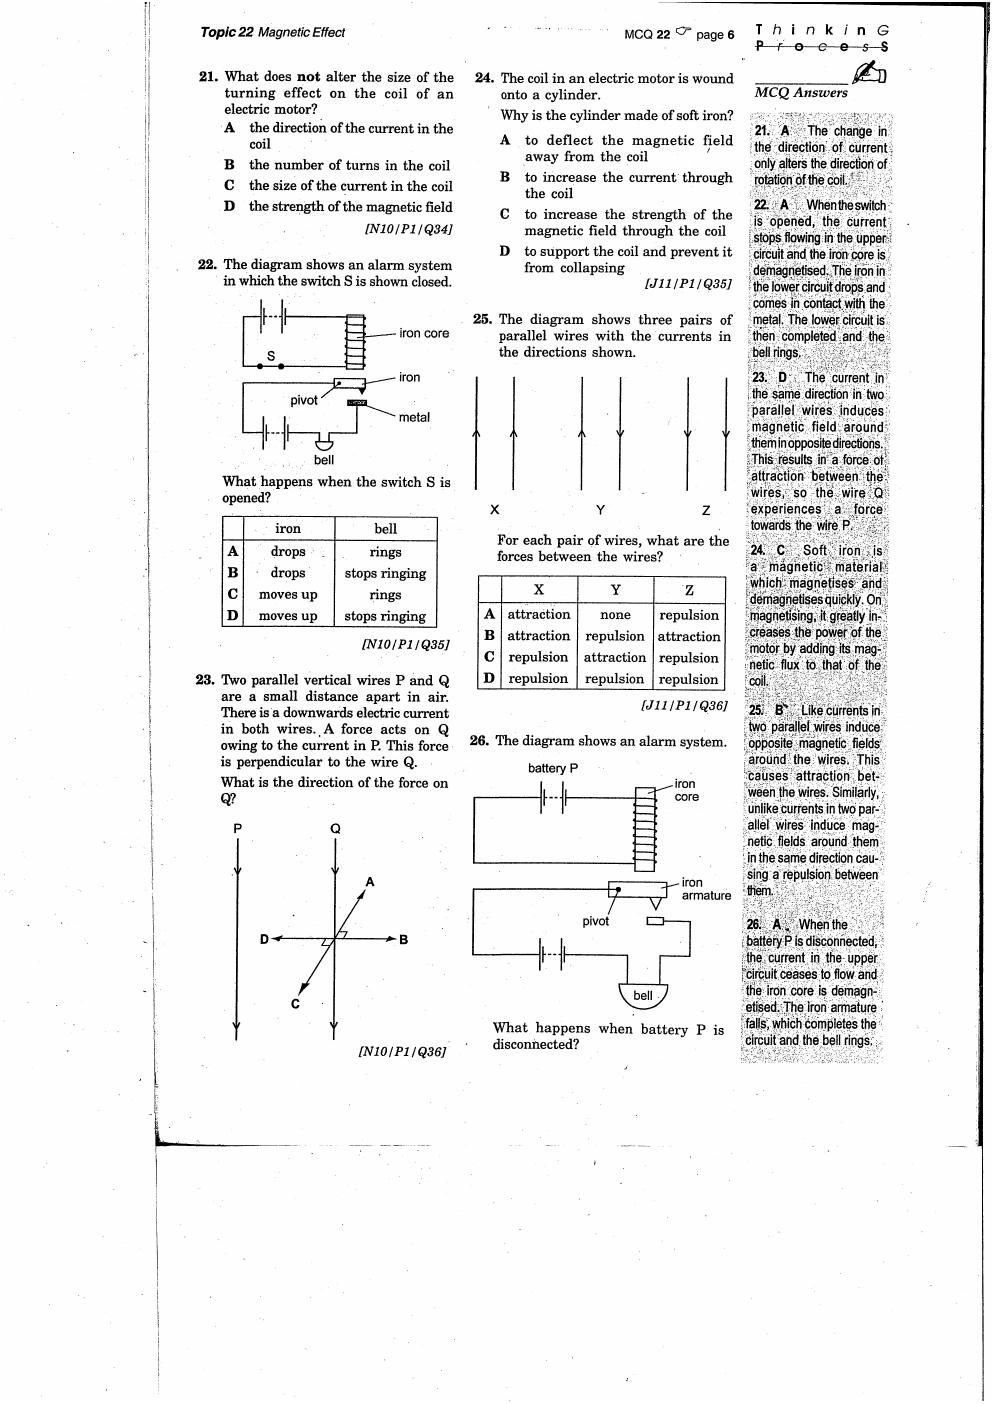 Topic 22 Magnetic Effect
MCQ 22 page 6
ThinkinG
ProcesS
MCQ Answers
21. What does not alter the size of the
turning effect on the coil of an
electric motor?
A the direction of the current in the
coil
B the number of turns in the coil
C the size of the current in the coil
D the strength of the magnetic field
[N10/P1/Q34]
22. The diagram shows an alarm system
in which the switch S is shown closed.
iron core
S
iron
pivot
metal
bell
What happens when the switch S is
opened?
iron bell
A drops rings
B drops stops ringing
C moves up rings
D moves up stops ringing
[N10/P1/Q35]
23. Two parallel vertical wires P and Q
are a small distance apart in air.
There is a downwards electric current
in both wires. A force acts on Q
owing to the current in P. This force
is perpendicular to the wire Q.
What is the direction of the force on
Q?
P Q
A
D B
C
[N10/P1/Q36]
24. The coil in an electric motor is wound
onto a cylinder.
Why is the cylinder made of soft iron?
A to deflect the magnetic field
away from the coil
B to increase the current through
the coil
C to increase the strength of the
magnetic field through the coil
D to support the coil and prevent it
from collapsing
[J11/P1/Q35]
25. The diagram shows three pairs of
parallel wires with the currents in
the directions shown.
X Y Z
For each pair of wires, what are the
forces between the wires?
X Y Z
A attraction none repulsion
B attraction repulsion attraction
C repulsion attraction repulsion
D repulsion repulsion repulsion
[J11/P1/Q36]
26. The diagram shows an alarm system.
battery P
iron
core
iron
armature
pivot
bell
What happens when battery P is
disconnected?
21. A The change in
the direction of current
only alters the direction of
rotation of the coil.
22. A When the switch
is opened, the current
stops flowing in the upper
circuit and the iron core is
demagnetised. The iron in
the lower circuit drops and
comes in contact with the
metal. The lower circuit is
then completed and the
bell rings.
23. D The current in
the same direction in two
parallel wires induces
magnetic field around
them in opposite directions.
This results in a force of
attraction between the
wires, so the wire Q
experiences a force
towards the wire P.
24. C Soft iron is
a magnetic material
which magnetises and
demagnetises quickly. On
magnetising, it greatly in-
creases the power of the
motor by adding its mag-
netic flux to that of the
coil.
25. B Like currents in
two parallel wires induce
opposite magnetic fields
around the wires. This
causes attraction bet-
ween the wires. Similarly,
unlike currents in two par-
allel wires induce mag-
netic fields around them
in the same direction cau-
sing a repulsion between
them.
26. A When the
battery P is disconnected,
the current in the upper
circuit ceases to flow and
the iron core is demagn-
etised. The iron armature
falls, which completes the
circuit and the bell rings.